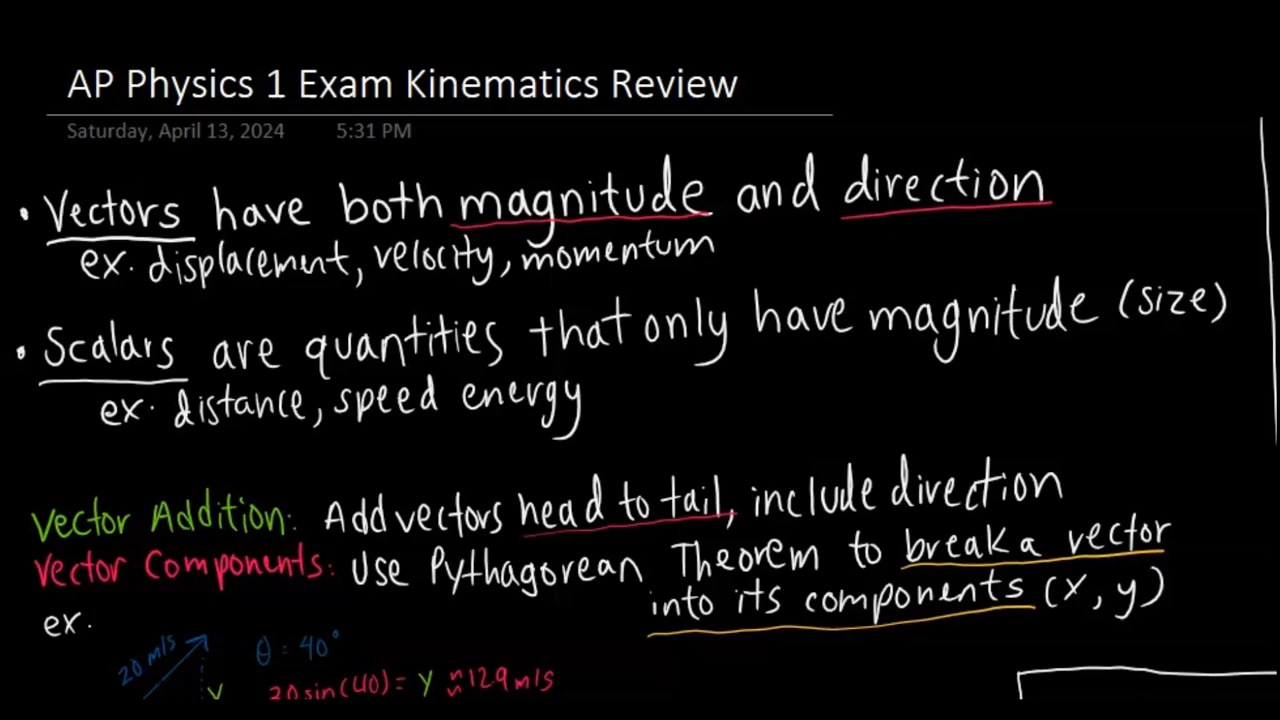 AP Physics 1 Exam Kinematics Review
Saturday, April 13, 2024 5:31 PM
• Vectors have both magnitude and direction
ex. displacement, velocity, momentum
• Scalars are quantities that only have magnitude (size)
ex. distance, speed energy
Vector Addition: Add vectors head to tail, include direction
Vector Components: Use Pythagorean Theorem to break a vector
into its components (x, y)
ex.
20 m/s θ = 40°
y 20 sin(40) = y ≈ 12.9 m/s